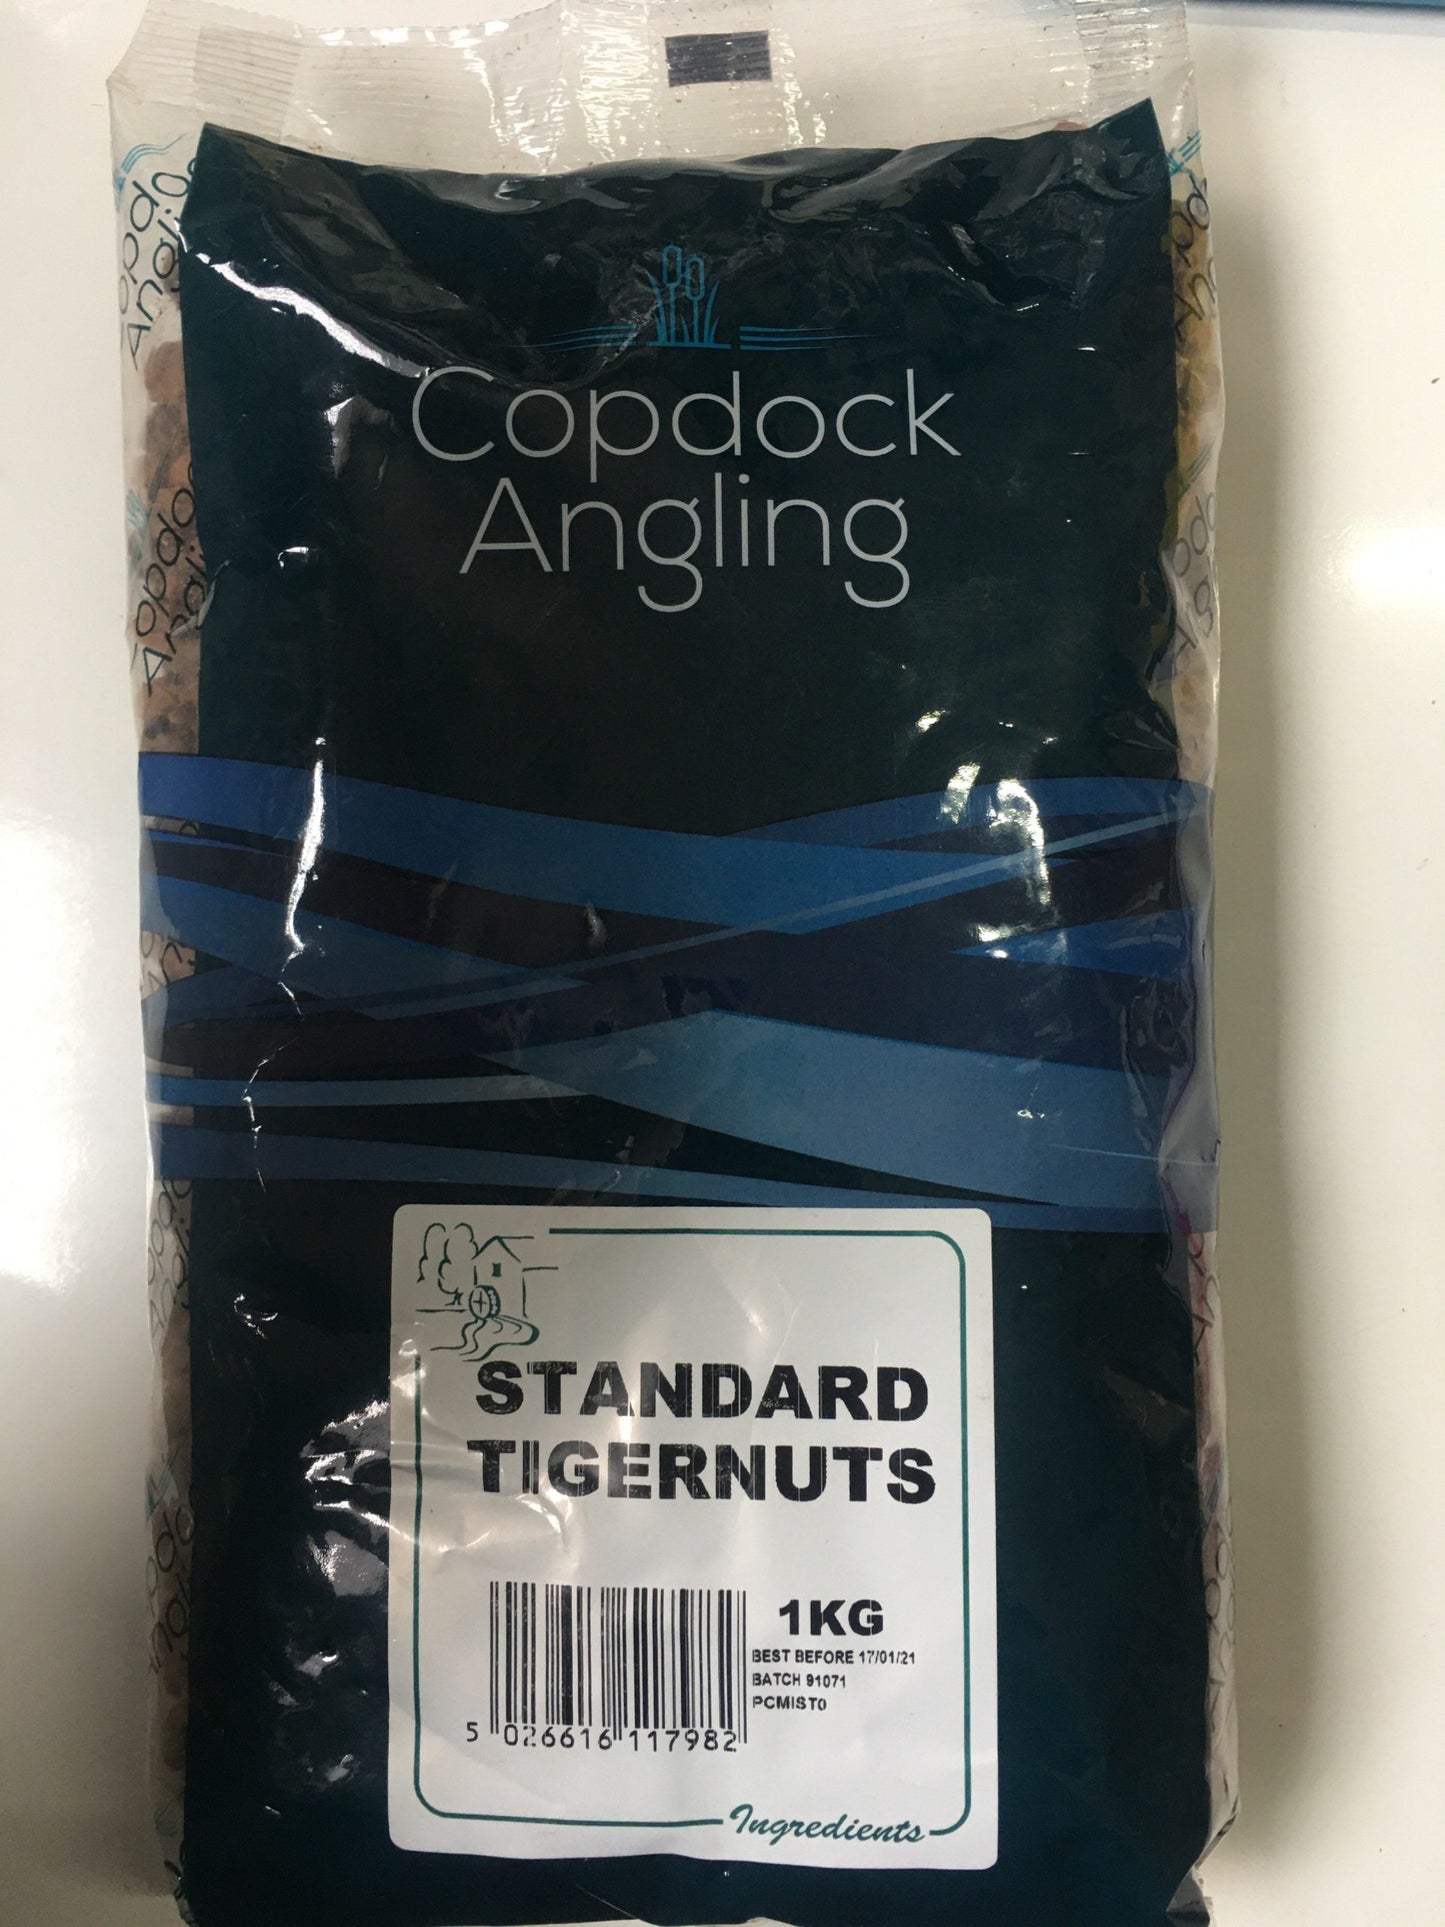 Copdock
Angling
STANDARD
TIGERNUTS
1KG
BEST BEFORE 17/01/21
BATCH 91071
PCMIST0
5 026616 117982
Ingredients